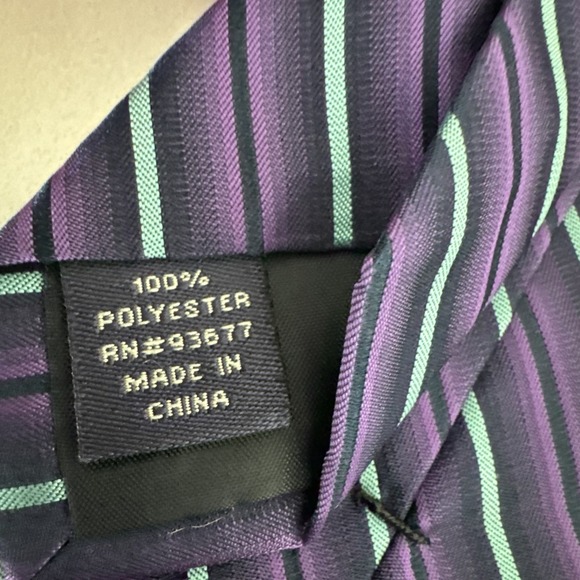 100%
POLYESTER
RN#93677
MADE IN
CHINA